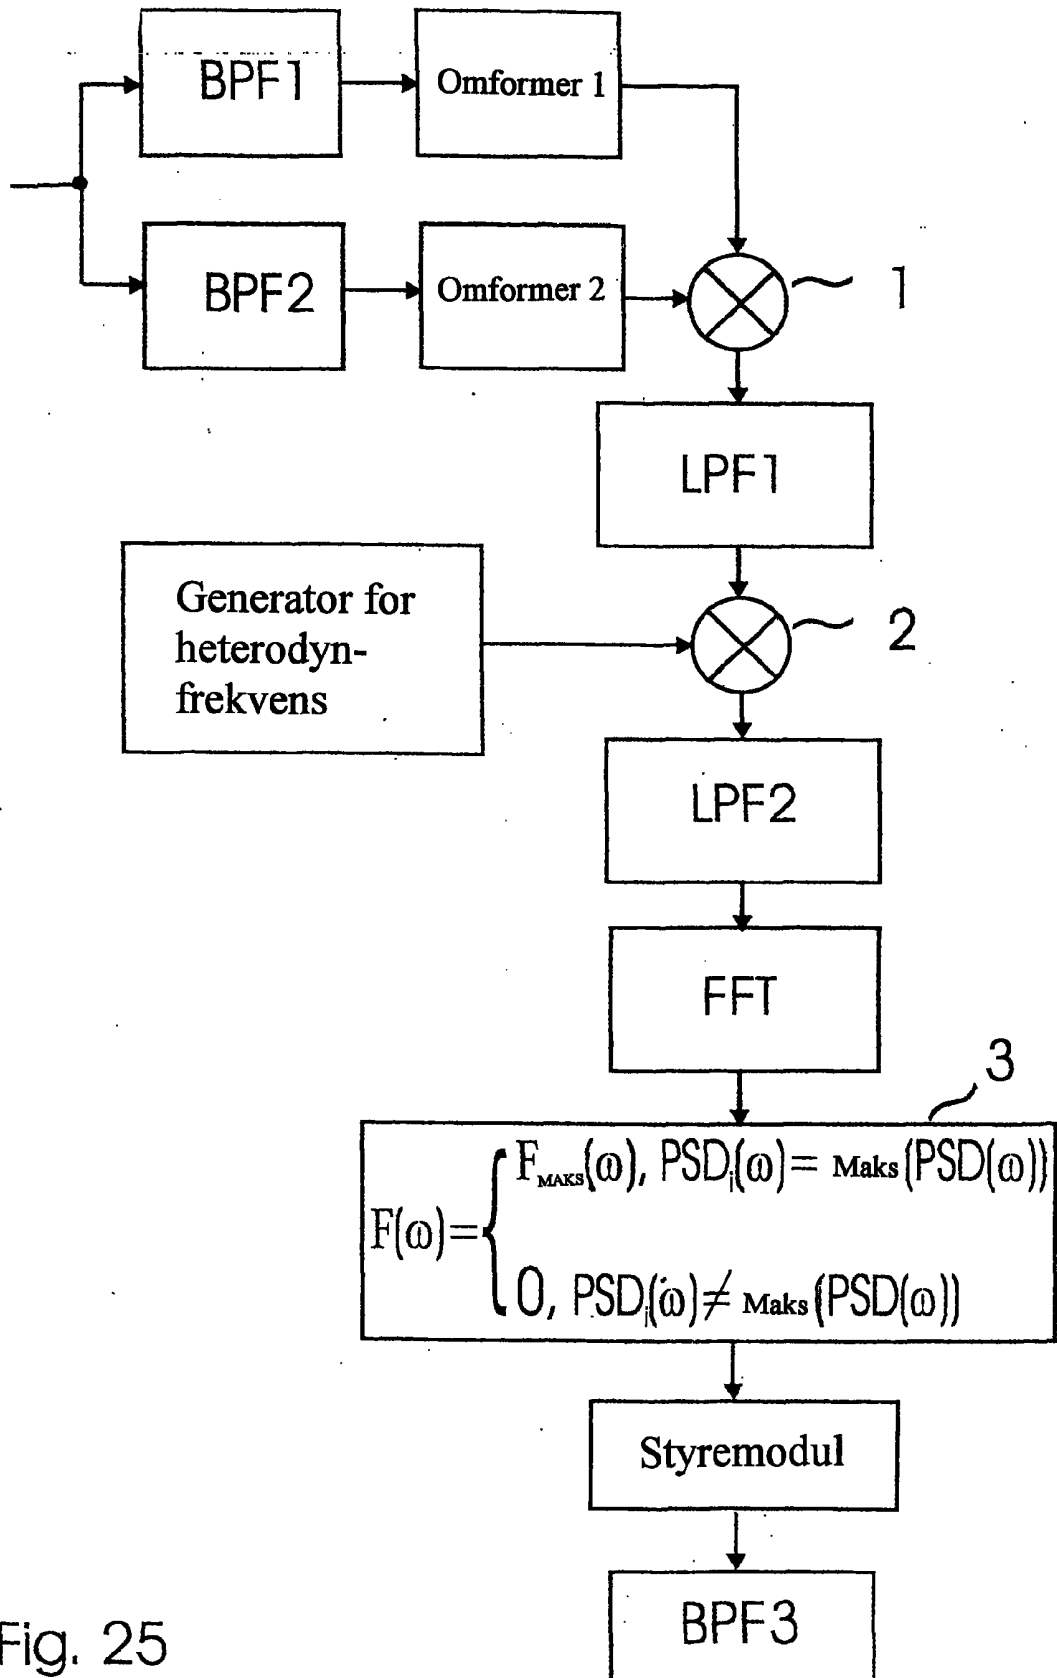 BPF1
Omformer 1
BPF2
Omformer 2
1
LPF1
Generator for
heterodyn-
frekvens
2
LPF2
FFT
3
F(ω)= { F_MAKS(ω), PSD_i(ω)= Maks(PSD(ω))
0, PSD_i(ω)≠ Maks(PSD(ω))
Styremodul
BPF3
Fig. 25